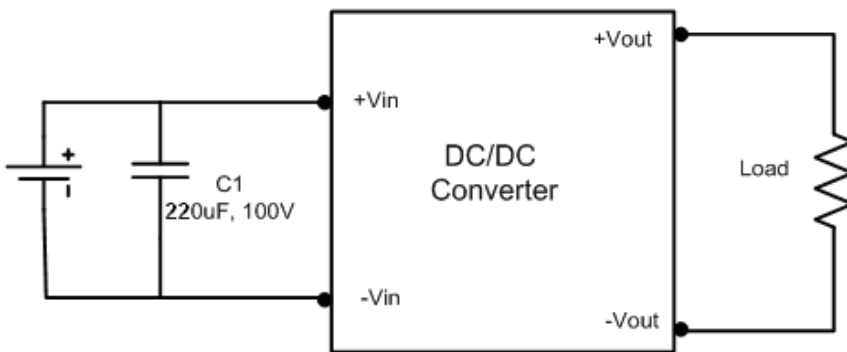 +Vout
+Vin
DC/DC
Converter
Load
+
-
C1
220uF, 100V
-Vin
-Vout